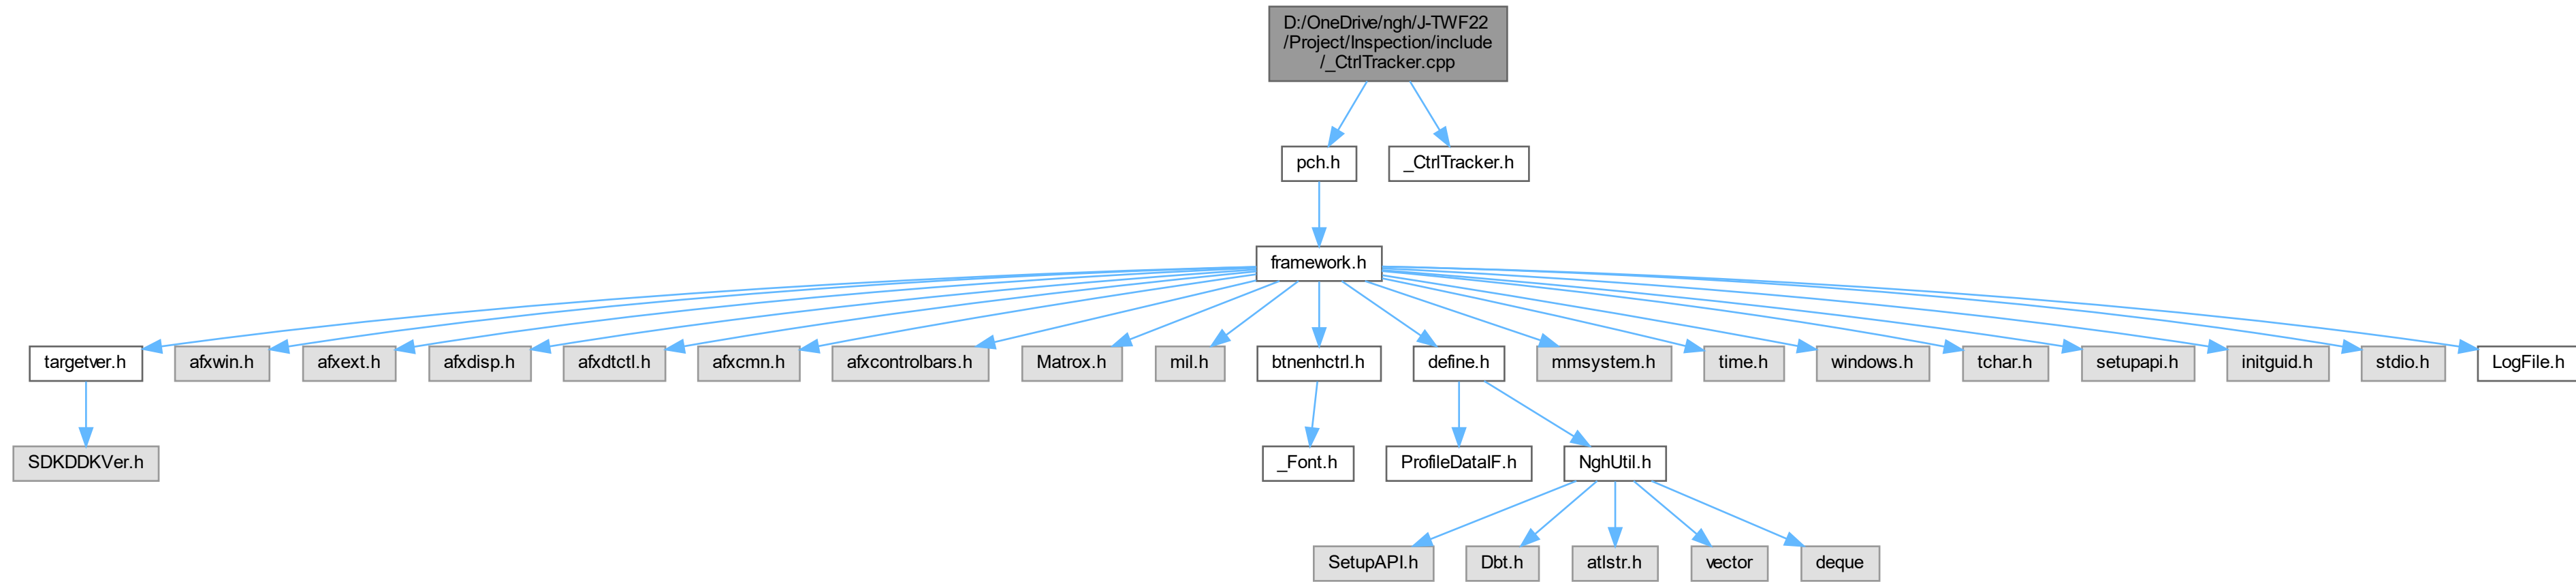 D:/OneDrive/ngh/J-TWF22
/Project/Inspection/include
/_CtrlTracker.cpp
pch.h
_CtrlTracker.h
framework.h
targetver.h
afxwin.h
afxext.h
afxdisp.h
afxdtctl.h
afxcmn.h
afxcontrolbars.h
Matrox.h
mil.h
btnenhctrl.h
define.h
mmsystem.h
time.h
windows.h
tchar.h
setupapi.h
initguid.h
stdio.h
LogFile.h
SDKDDKVer.h
_Font.h
ProfileDataIF.h
NghUtil.h
SetupAPI.h
Dbt.h
atlstr.h
vector
deque